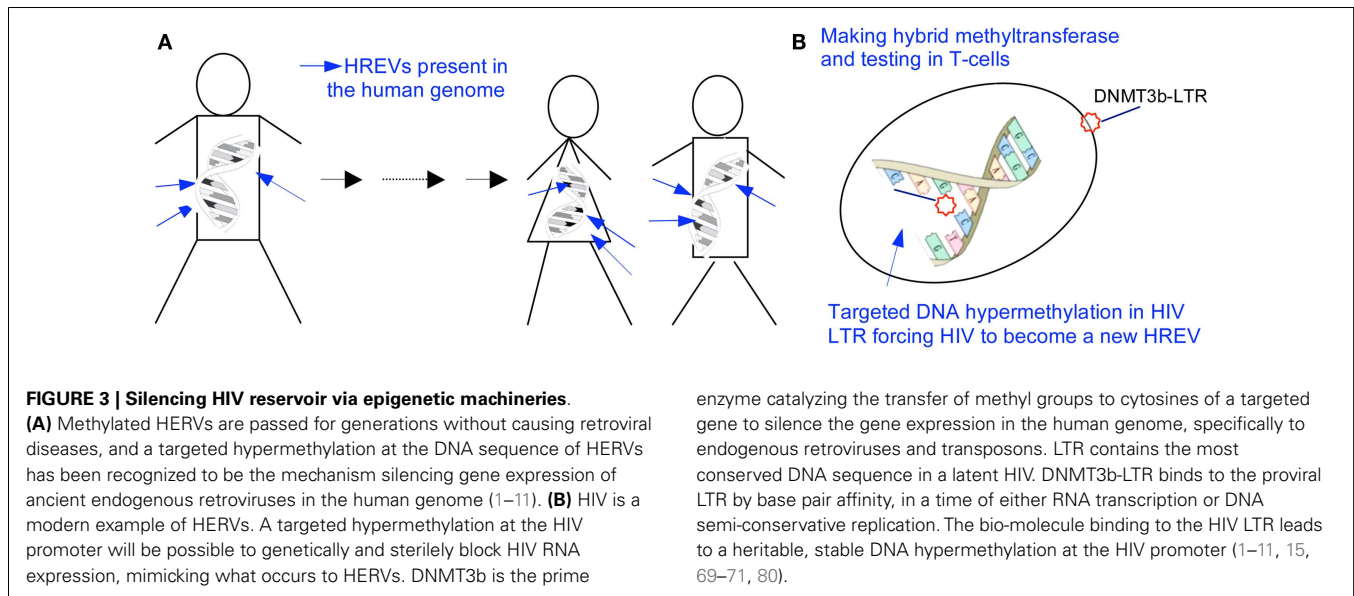 A
HREVs present in
the human genome
B
Making hybrid methyltransferase
and testing in T-cells
DNMT3b-LTR
C
A
G
T
A
C
G
T
G
C
C
G
G
Targeted DNA hypermethylation in HIV
LTR forcing HIV to become a new HREV
FIGURE 3 | Silencing HIV reservoir via epigenetic machineries.
(A) Methylated HERVs are passed for generations without causing retroviral
diseases, and a targeted hypermethylation at the DNA sequence of HERVs
has been recognized to be the mechanism silencing gene expression of
ancient endogenous retroviruses in the human genome (1–11). (B) HIV is a
modern example of HERVs. A targeted hypermethylation at the HIV
promoter will be possible to genetically and sterilely block HIV RNA
expression, mimicking what occurs to HERVs. DNMT3b is the prime
enzyme catalyzing the transfer of methyl groups to cytosines of a targeted
gene to silence the gene expression in the human genome, specifically to
endogenous retroviruses and transposons. LTR contains the most
conserved DNA sequence in a latent HIV. DNMT3b-LTR binds to the proviral
LTR by base pair affinity, in a time of either RNA transcription or DNA
semi-conservative replication. The bio-molecule binding to the HIV LTR leads
to a heritable, stable DNA hypermethylation at the HIV promoter (1–11, 15,
69–71, 80).